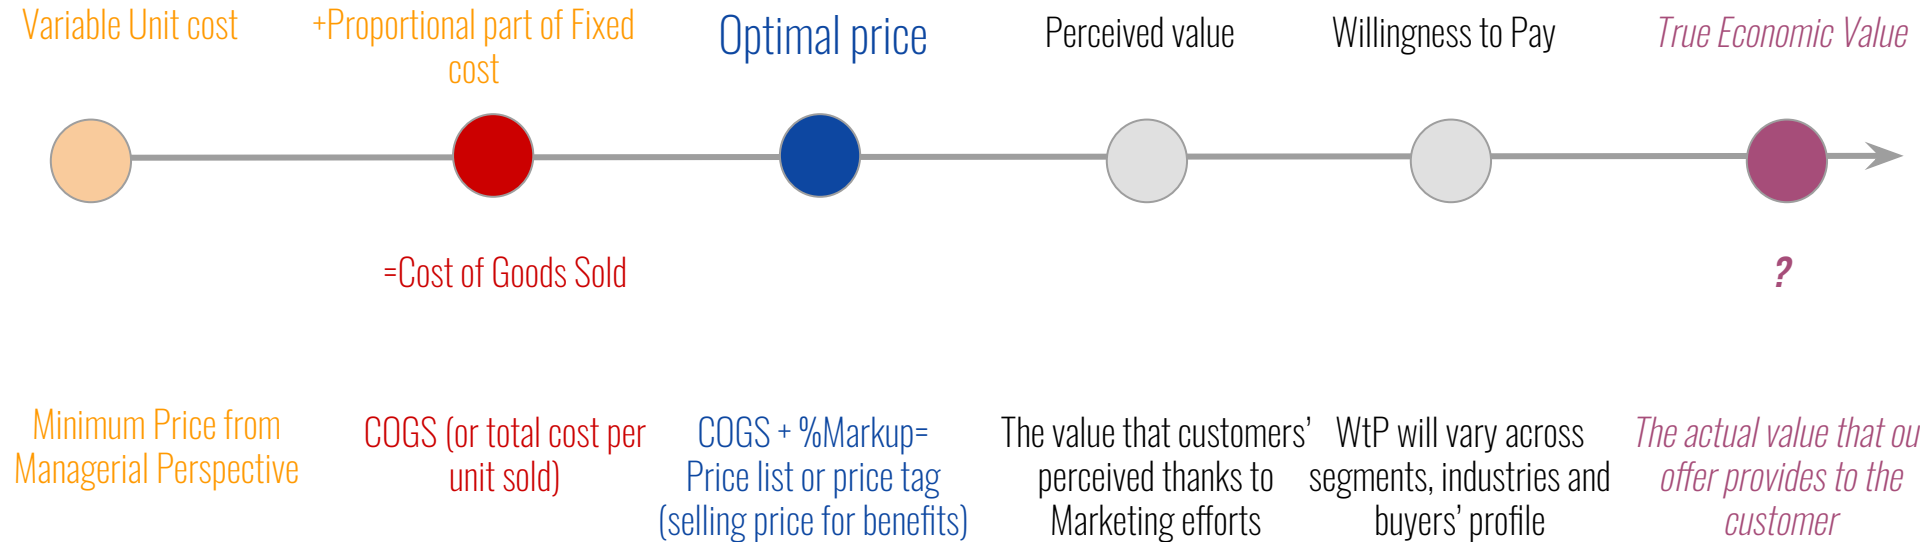 Variable Unit cost
+Proportional part of Fixed
cost
Optimal price
Perceived value
Willingness to Pay
True Economic Value
=Cost of Goods Sold
?
Minimum Price from
Managerial Perspective
COGS (or total cost per
unit sold)
COGS + %Markup=
Price list or price tag
(selling price for benefits)
The value that customers’
perceived thanks to
Marketing efforts
WtP will vary across
segments, industries and
buyers’ profile
The actual value that ou
offer provides to the
customer